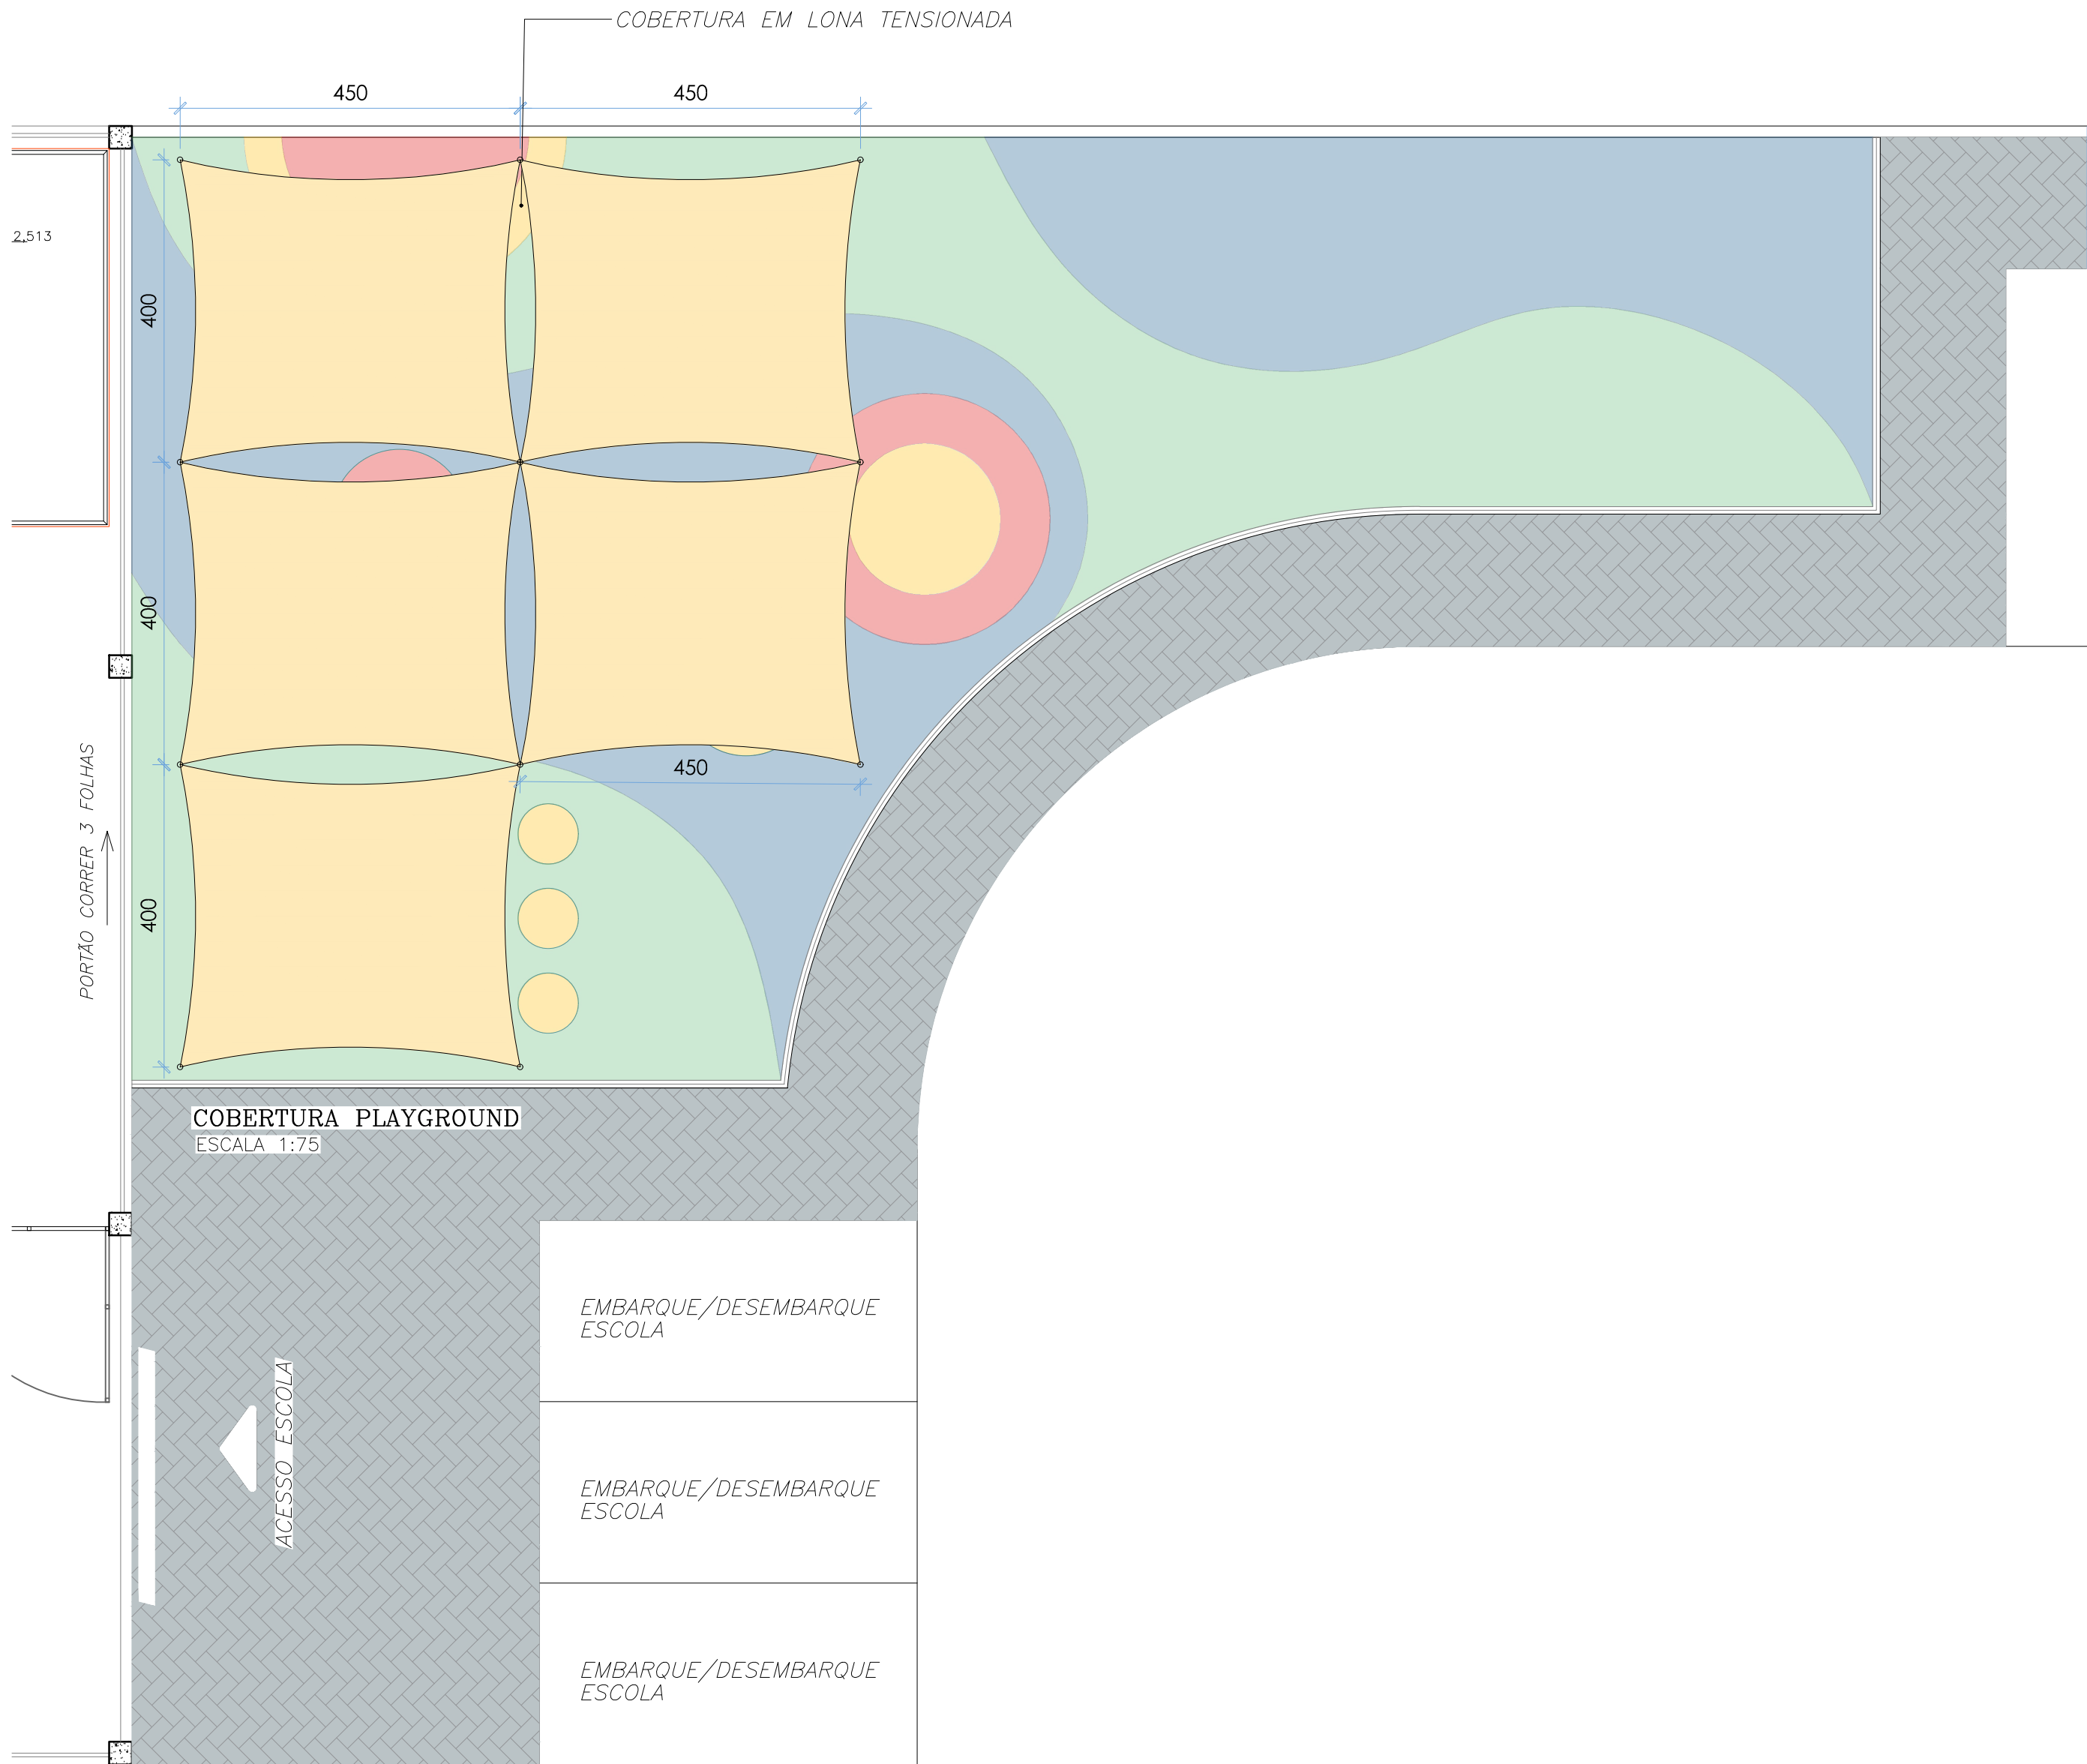 COBERTURA EM LONA TENSIONADA
450
450
2,513
400
400
450
PORTÃO CORRER 3 FOLHAS
400
COBERTURA PLAYGROUND
ESCALA 1:75
EMBARQUE/DESEMBARQUE
ESCOLA
ACESSO ESCOLA
EMBARQUE/DESEMBARQUE
ESCOLA
EMBARQUE/DESEMBARQUE
ESCOLA